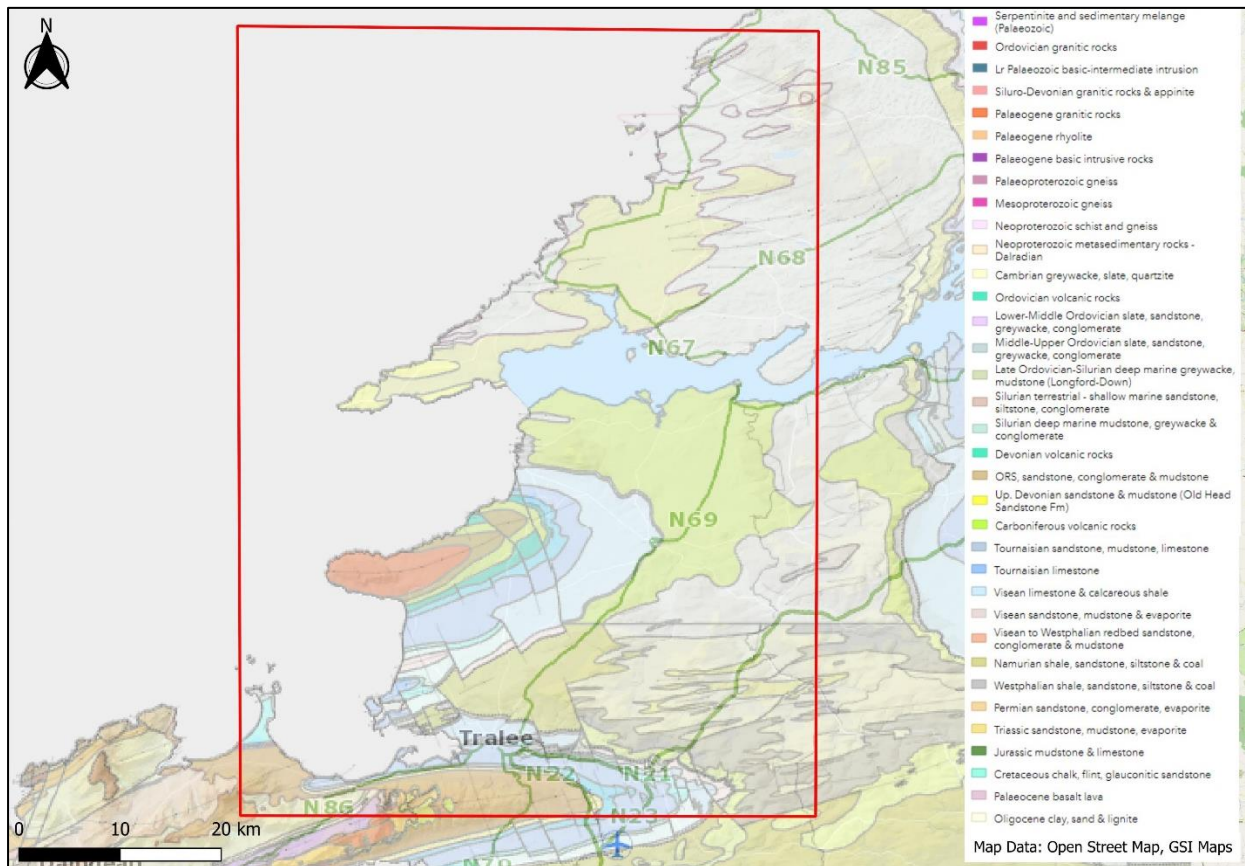 N
N85
N68
N67
N69
Tralee
N22
N21
N86
N23
N70
0 10 20 km
Serpentinite and sedimentary melange
(Palaeozoic)
Ordovician granitic rocks
Lr Palaeozoic basic-intermediate intrusion
Siluro-Devonian granitic rocks & appinite
Palaeogene granitic rocks
Palaeogene rhyolite
Palaeogene basic intrusive rocks
Palaeoproterozoic gneiss
Mesoproterozoic gneiss
Neoproterozoic schist and gneiss
Neoproterozoic metasedimentary rocks -
Dalradian
Cambrian greywacke, slate, quartzite
Ordovician volcanic rocks
Lower-Middle Ordovician slate, sandstone,
greywacke, conglomerate
Middle-Upper Ordovician slate, sandstone,
greywacke, conglomerate
Late Ordovician-Silurian deep marine greywacke,
mudstone (Longford-Down)
Silurian terrestrial - shallow marine sandstone,
siltstone, conglomerate
Silurian deep marine mudstone, greywacke &
conglomerate
Devonian volcanic rocks
ORS, sandstone, conglomerate & mudstone
Up. Devonian sandstone & mudstone (Old Head
Sandstone Fm)
Carboniferous volcanic rocks
Tournaisian sandstone, mudstone, limestone
Tournaisian limestone
Visean limestone & calcareous shale
Visean sandstone, mudstone & evaporite
Visean to Westphalian redbed sandstone,
conglomerate & mudstone
Namurian shale, sandstone, siltstone & coal
Westphalian shale, sandstone, siltstone & coal
Permian sandstone, conglomerate, evaporite
Triassic sandstone, mudstone, evaporite
Jurassic mudstone & limestone
Cretaceous chalk, flint, glauconitic sandstone
Palaeocene basalt lava
Oligocene clay, sand & lignite
Map Data: Open Street Map, GSI Maps